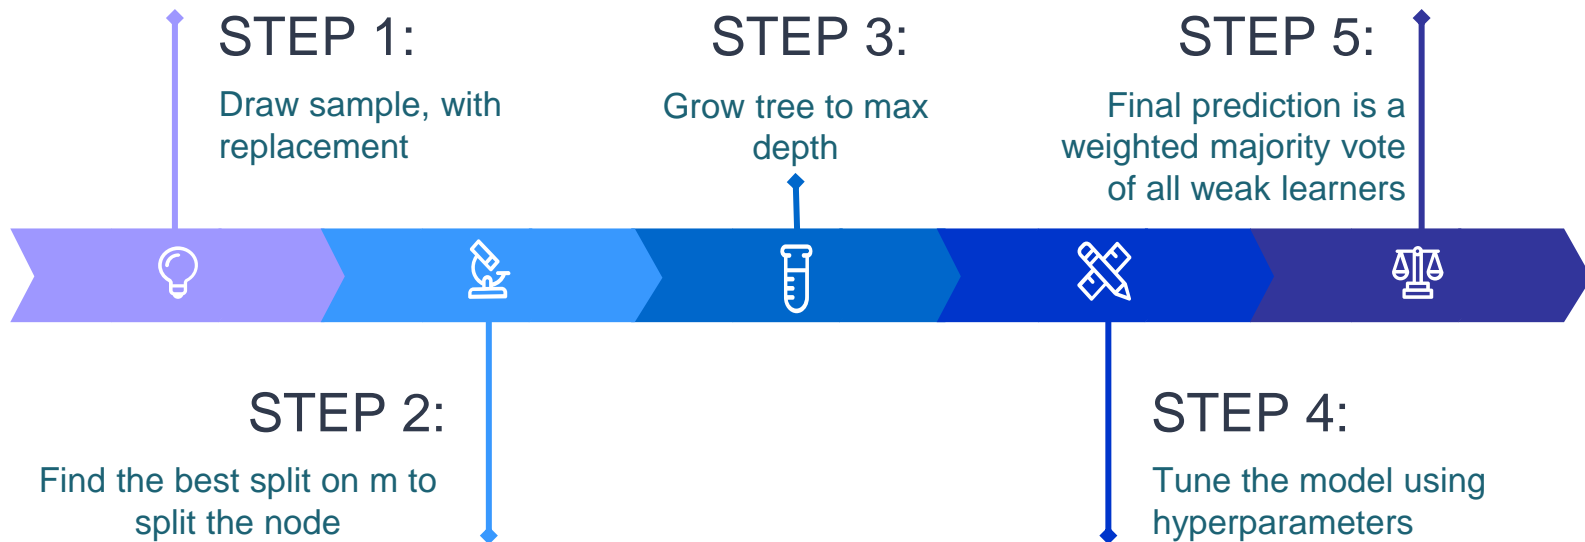 STEP 1:
Draw sample, with
replacement
STEP 2:
Find the best split on m to
split the node
STEP 3:
Grow tree to max
depth
STEP 4:
Tune the model using
hyperparameters
STEP 5:
Final prediction is a
weighted majority vote
of all weak learners